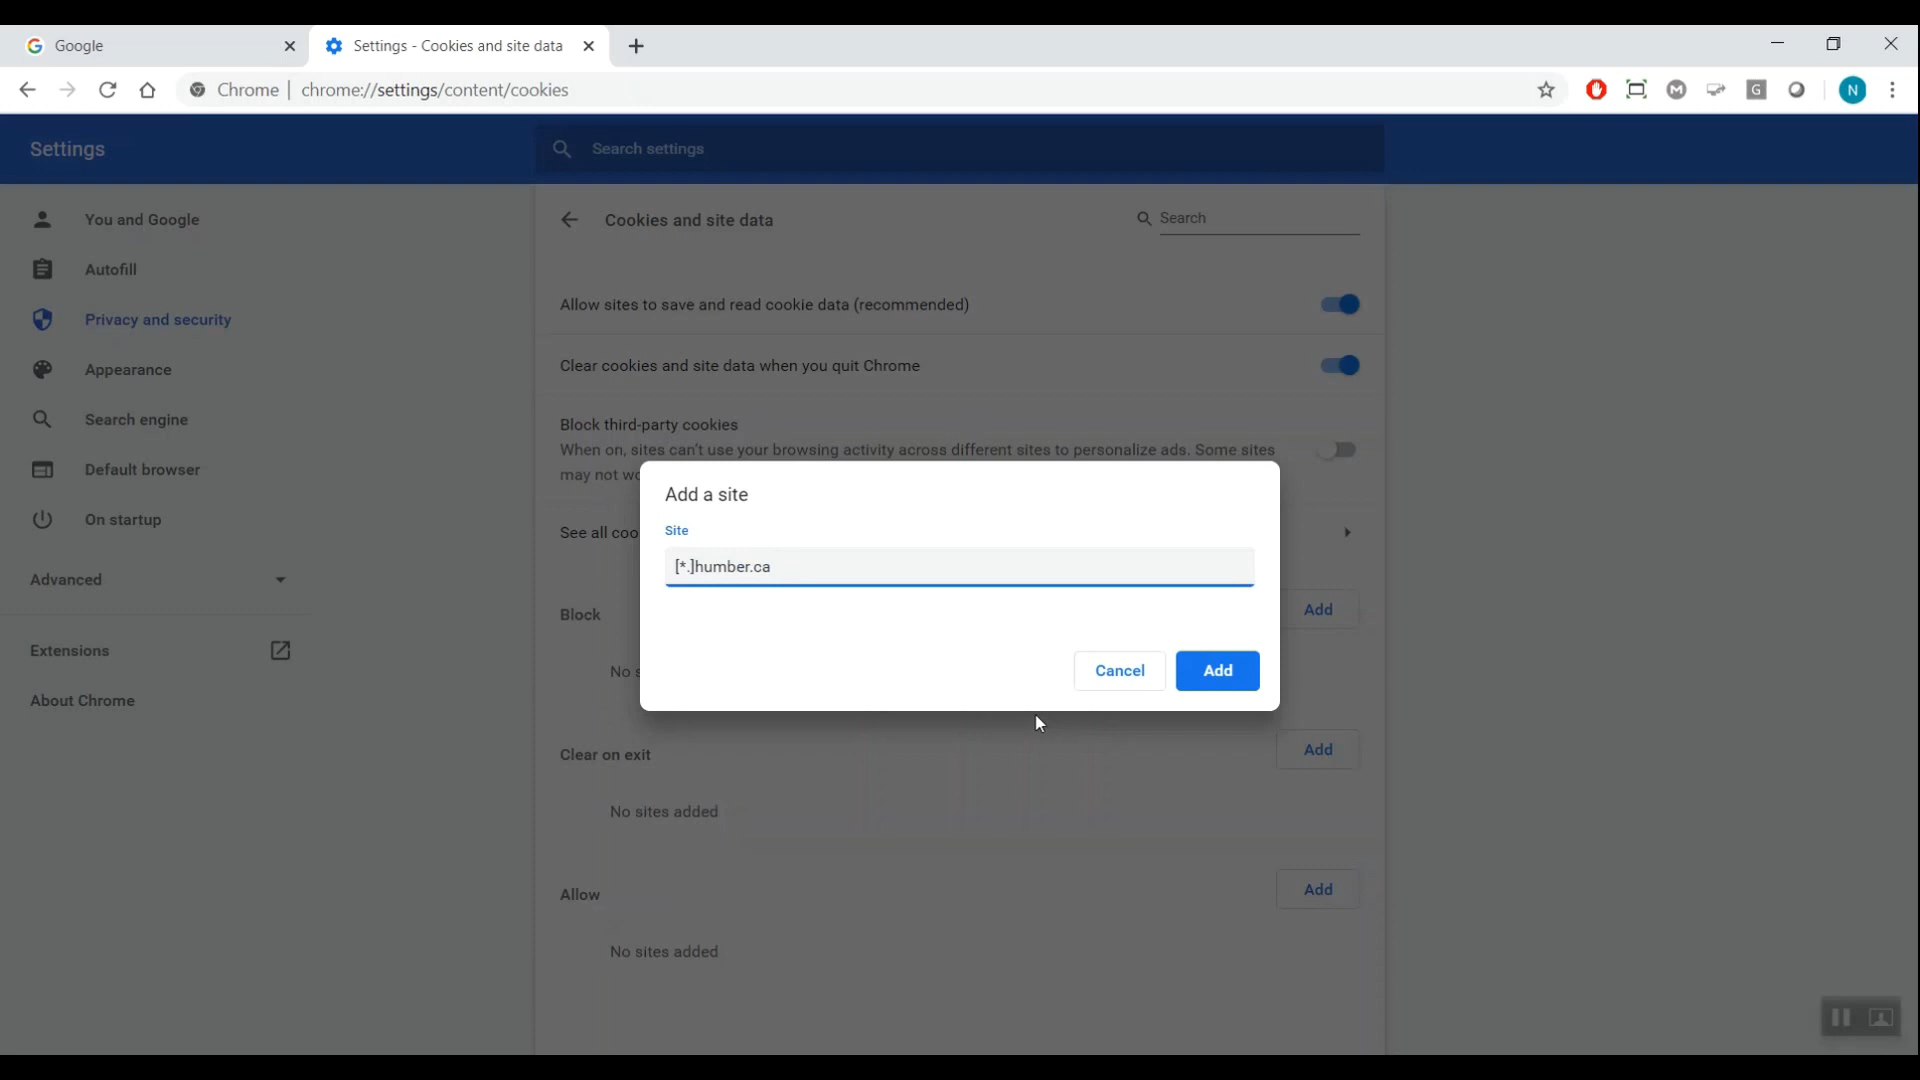 Google
Settings - Cookies and site data
Chrome | chrome://settings/content/cookies
M
G
N
Settings
Search settings
You and Google
Autofill
Privacy and security
Appearance
Search engine
Default browser
On startup
Advanced
Extensions
About Chrome
Cookies and site data
Search
Allow sites to save and read cookie data (recommended)
Clear cookies and site data when you quit Chrome
Block third-party cookies
When on, sites can't use your browsing activity across different sites to personalize ads. Some sites
may not wo
See all coo
Add a site
Site
[*.]humber.ca
Cancel
Add
Block
Add
No s
Clear on exit
Add
No sites added
Allow
Add
No sites added